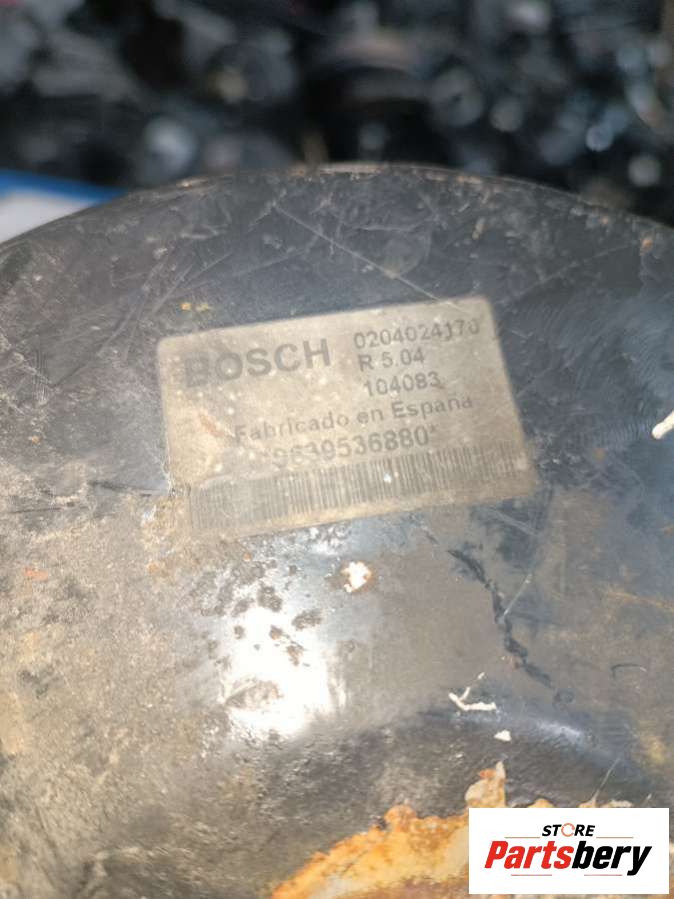 BOSCH
0204024170
R 5.04
104083
Fabricado en España
*9639536880*
STORE
Partsbery